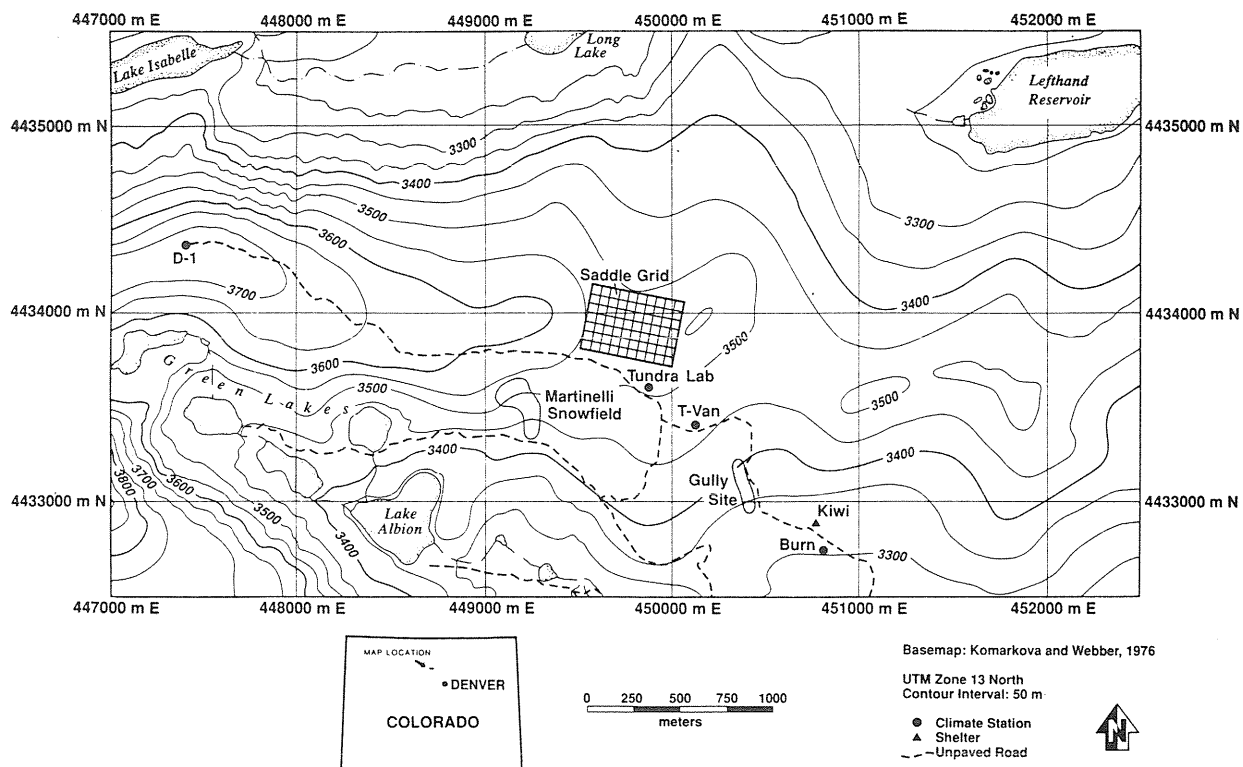 447000 m E
448000 m E
449000 m E
450000 m E
451000 m E
452000 m E
Lake Isabelle
Long
Lake
Lefthand
Reservoir
4435000 m N
4435000 m N
3300
3400
3500
3600
3700
3300
3400
D-1
Saddle Grid
4434000 m N
4434000 m N
3500
3600
3500
Green Lakes
Tundra Lab
Martinelli
Snowfield
T-Van
3500
3400
3400
Gully
Site
3800
3700
3600
3500
3400
4433000 m N
4433000 m N
Lake
Albion
Kiwi
Burn
3300
447000 m E
448000 m E
449000 m E
450000 m E
451000 m E
452000 m E
MAP LOCATION
DENVER
COLORADO
0 250 500 750 1000
meters
Basemap: Komarkova and Webber, 1976
UTM Zone 13 North
Contour Interval: 50 m
Climate Station
Shelter
Unpaved Road
N